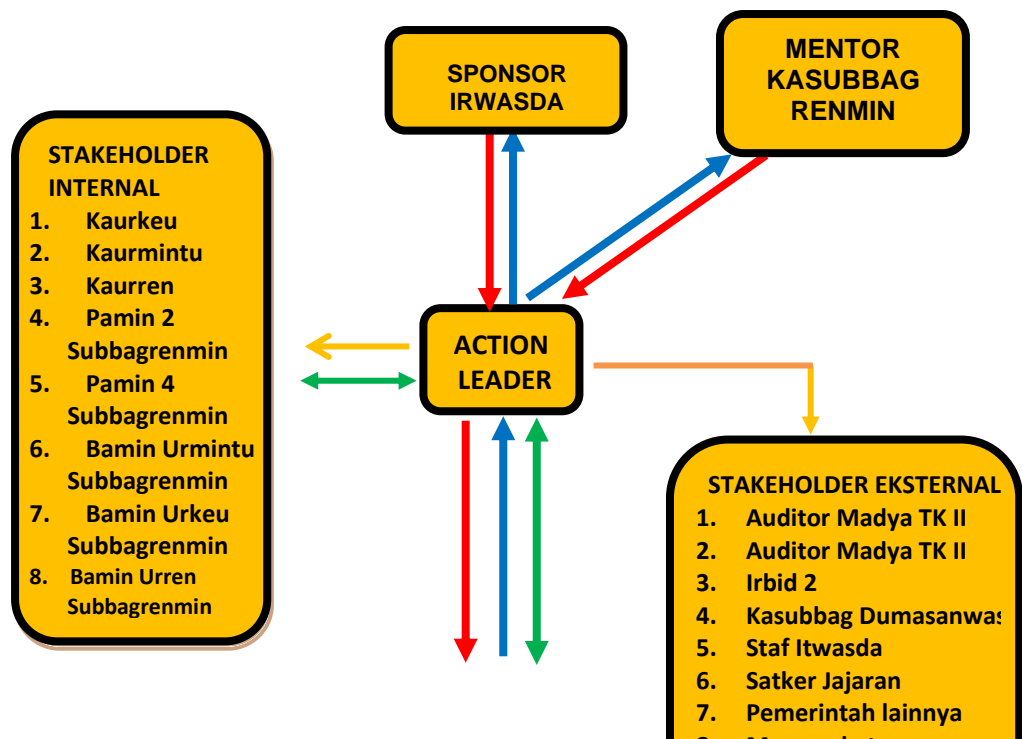 SPONSOR
IRWASDA
MENTOR
KASUBBAG
RENMIN
STAKEHOLDER
INTERNAL
1. Kaurkeu
2. Kaurmintu
3. Kaurren
4. Pamin 2
Subbagrenmin
5. Pamin 4
Subbagrenmin
6. Bamin Urmintu
Subbagrenmin
7. Bamin Urkeu
Subbagrenmin
8. Bamin Urren
Subbagrenmin
ACTION
LEADER
STAKEHOLDER EKSTERNAL
1. Auditor Madya TK II
2. Auditor Madya TK II
3. Irbid 2
4. Kasubbag Dumasanwas
5. Staf Itwasda
6. Satker Jajaran
7. Pemerintah lainnya